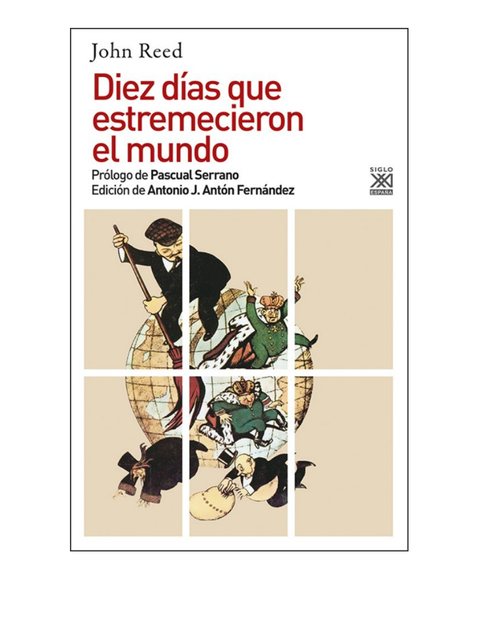 John Reed
Diez días que
estremecieron
el mundo
Prólogo de Pascual Serrano
Edición de Antonio J. Antón Fernández
SIGLO
XXI
ESPAÑA